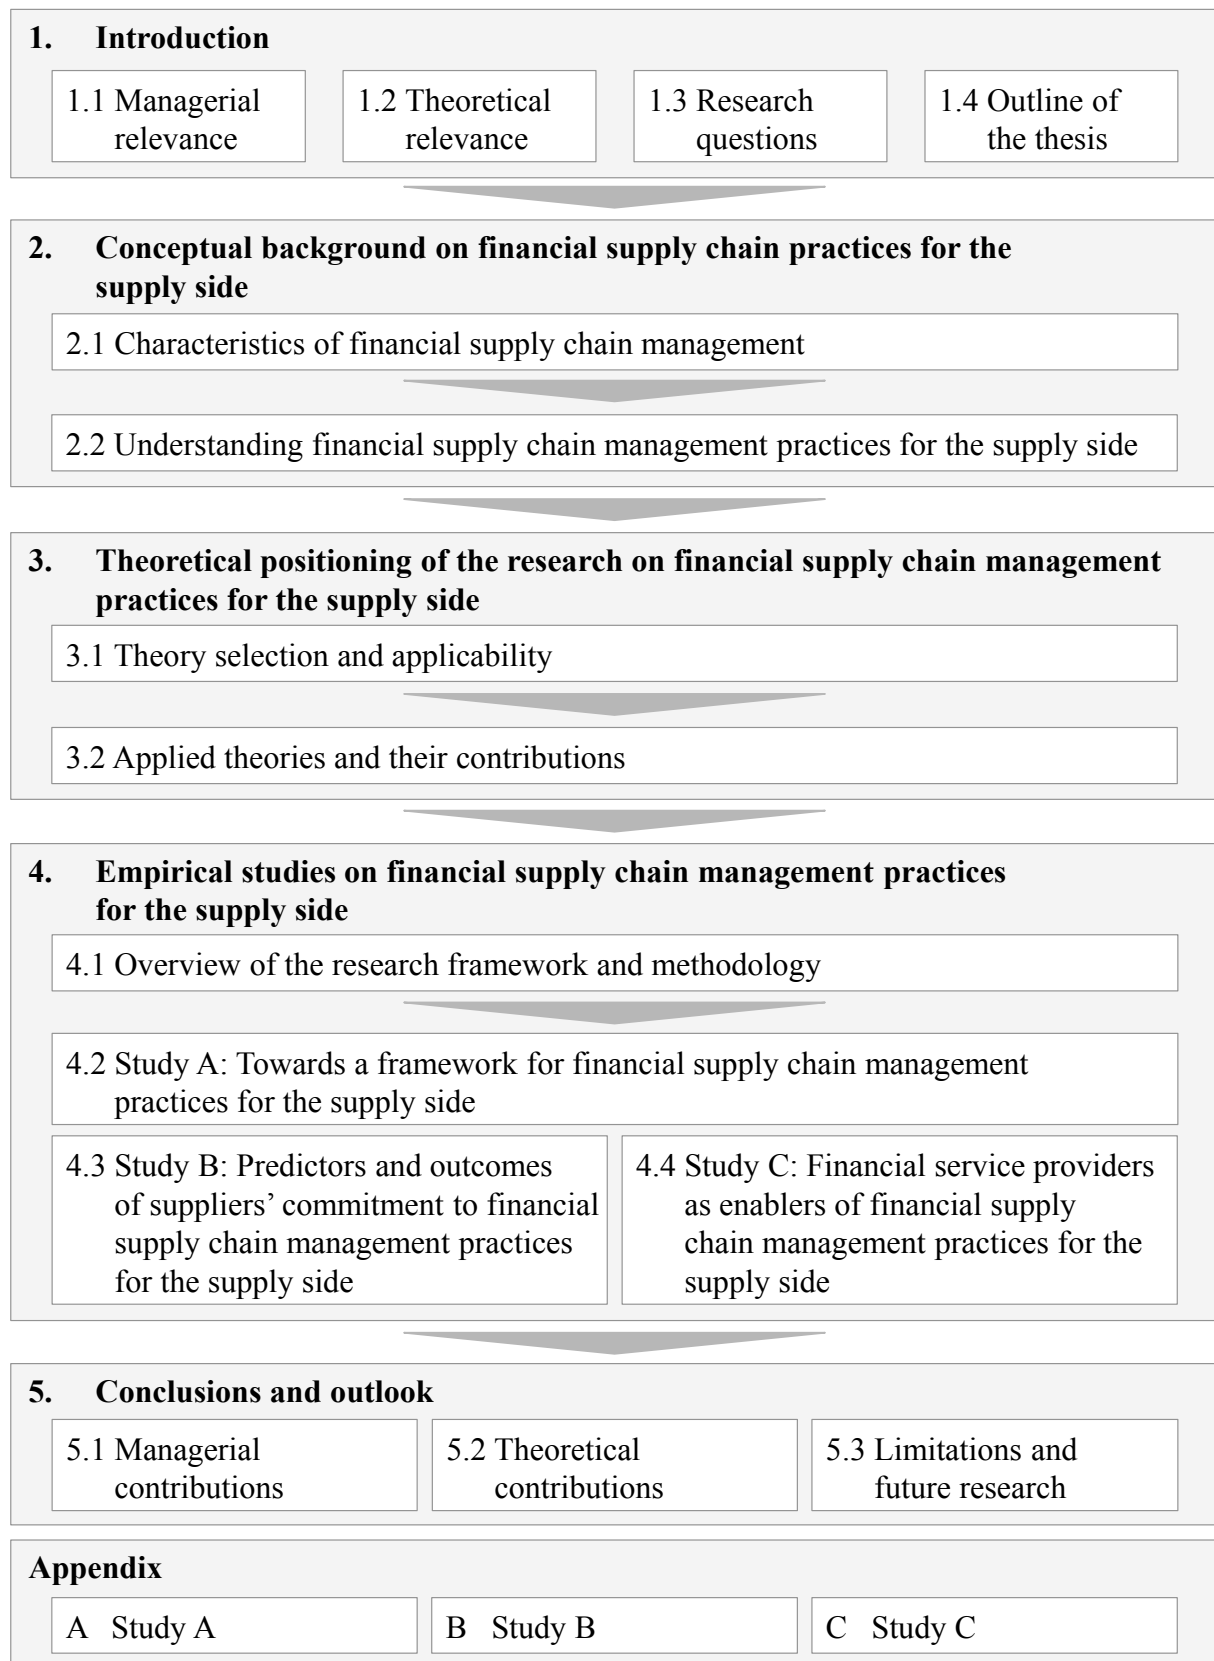 1. Introduction
1.1 Managerial
relevance
1.2 Theoretical
relevance
1.3 Research
questions
1.4 Outline of
the thesis
2. Conceptual background on financial supply chain practices for the
supply side
2.1 Characteristics of financial supply chain management
2.2 Understanding financial supply chain management practices for the supply side
3. Theoretical positioning of the research on financial supply chain management
practices for the supply side
3.1 Theory selection and applicability
3.2 Applied theories and their contributions
4. Empirical studies on financial supply chain management practices
for the supply side
4.1 Overview of the research framework and methodology
4.2 Study A: Towards a framework for financial supply chain management
practices for the supply side
4.3 Study B: Predictors and outcomes
of suppliers’ commitment to financial
supply chain management practices
for the supply side
4.4 Study C: Financial service providers
as enablers of financial supply
chain management practices for the
supply side
5. Conclusions and outlook
5.1 Managerial
contributions
5.2 Theoretical
contributions
5.3 Limitations and
future research
Appendix
A Study A
B Study B
C Study C